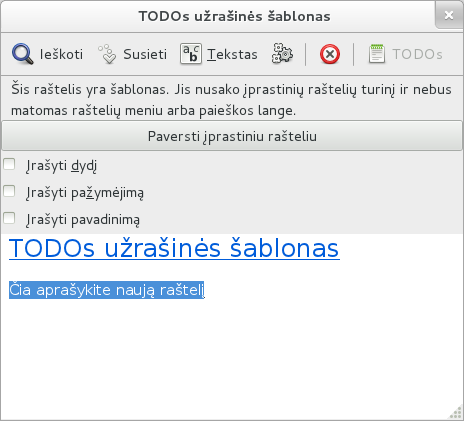 TODOs užrašinės šablonas
Ieškoti Susieti a,c b Tekstas TODOs
Šis raštelis yra šablonas. Jis nusako įprastinių raštelių turinį ir nebus
matomas raštelių meniu arba paieškos lange.
Paversti įprastiniu rašteliu
Įrašyti dydį
Įrašyti pažymėjimą
Įrašyti pavadinimą
TODOs užrašinės šablonas
Čia aprašykite naują raštelį